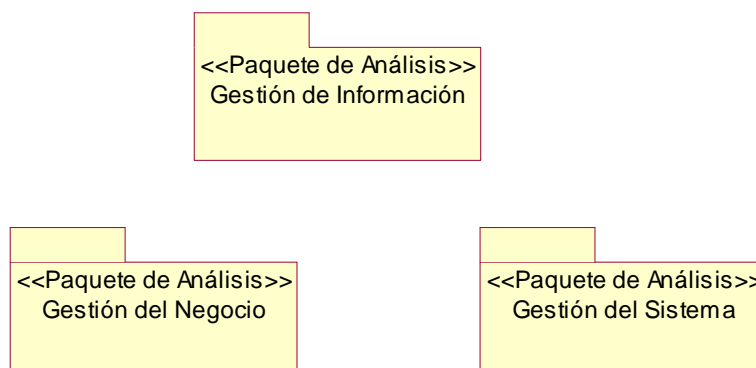 <<Paquete de Análisis>>
Gestión de Información
<<Paquete de Análisis>>
Gestión del Negocio
<<Paquete de Análisis>>
Gestión del Sistema